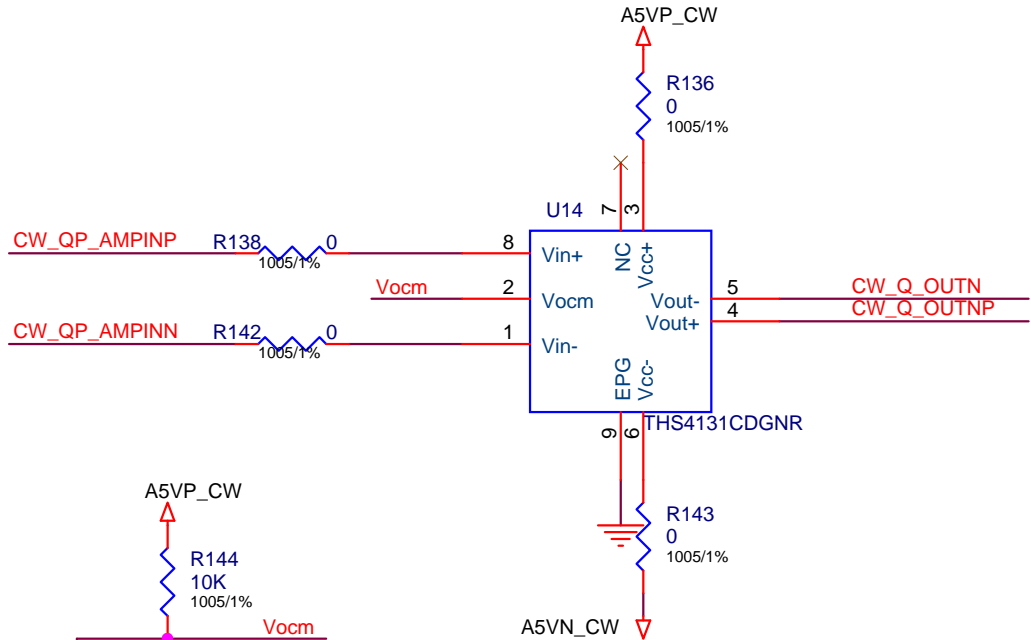 A5VP_CW
R136
0
1005/1%
U14
7
3
CW_QP_AMPINP
R138
0
1005/1%
8
Vin+
NC
Vcc+
Vocm
2
Vocm
Vout-
5
CW_Q_OUTN
Vout+
4
CW_Q_OUTNP
CW_QP_AMPINN
R142
0
1005/1%
1
Vin-
EPG
Vcc-
THS4131CDGNR
9
6
A5VP_CW
R144
10K
1005/1%
Vocm
R143
0
1005/1%
A5VN_CW